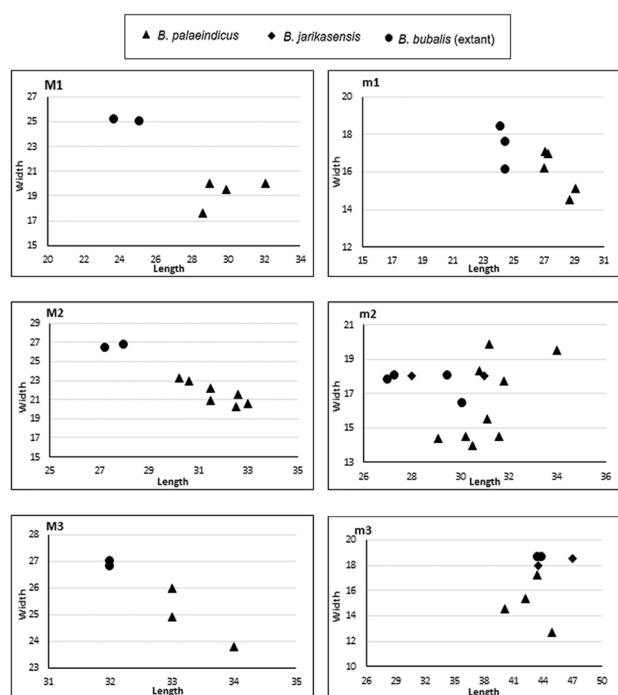 B. palaeindicus B. jarikasensis B. bubalis (extant)
M1
27
25
23
21
19
17
15
Width
20 22 24 26 28 30 32 34
Length
m1
20
18
16
14
12
Width
15 17 19 21 23 25 27 29 31
Length
M2
29
27
25
23
21
19
17
15
Width
25 27 29 31 33 35
Length
m2
21
19
17
15
13
Width
26 28 30 32 34 36
Length
M3
28
27
26
25
24
23
Width
31 32 33 34 35
Length
m3
20
18
16
14
12
10
Width
26 29 32 35 38 41 44 47 50
Length